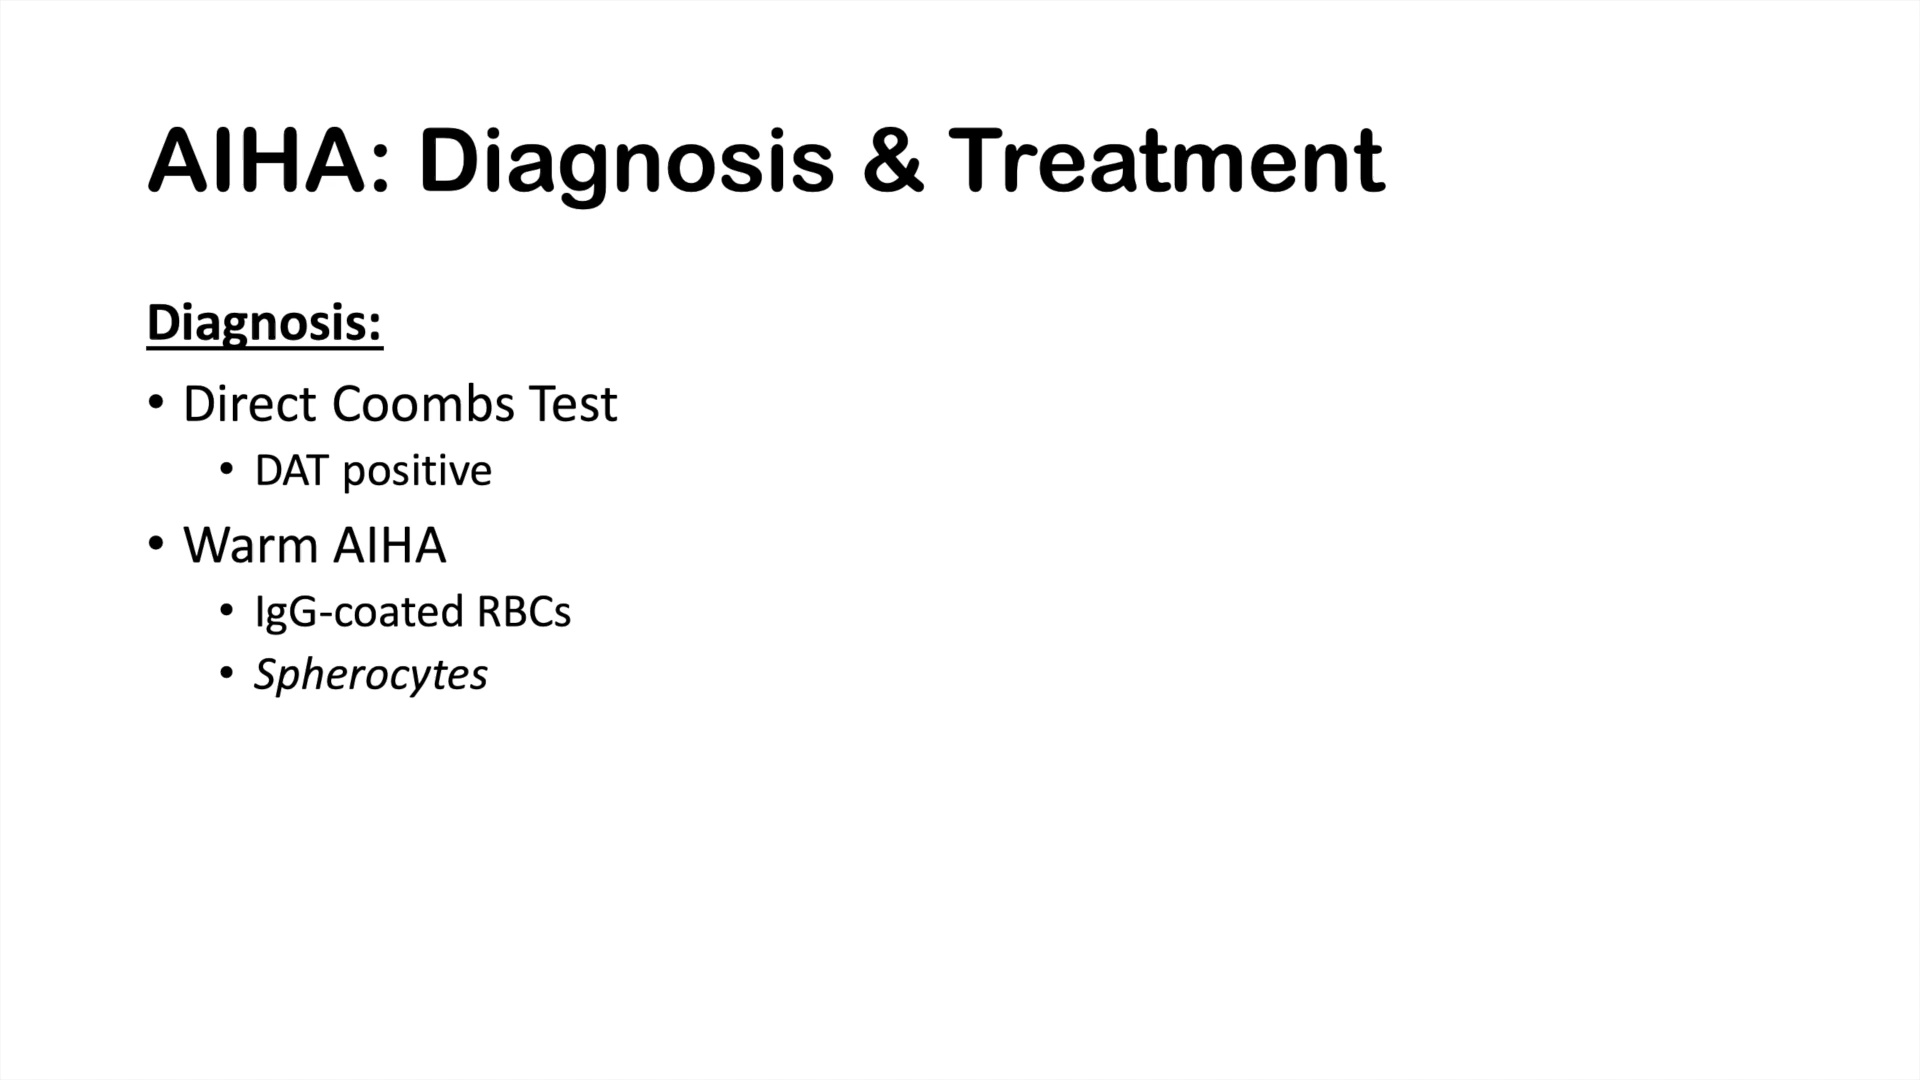 AIHA: Diagnosis & Treatment
Diagnosis:
• Direct Coombs Test
• DAT positive
• Warm AIHA
• IgG-coated RBCs
• Spherocytes